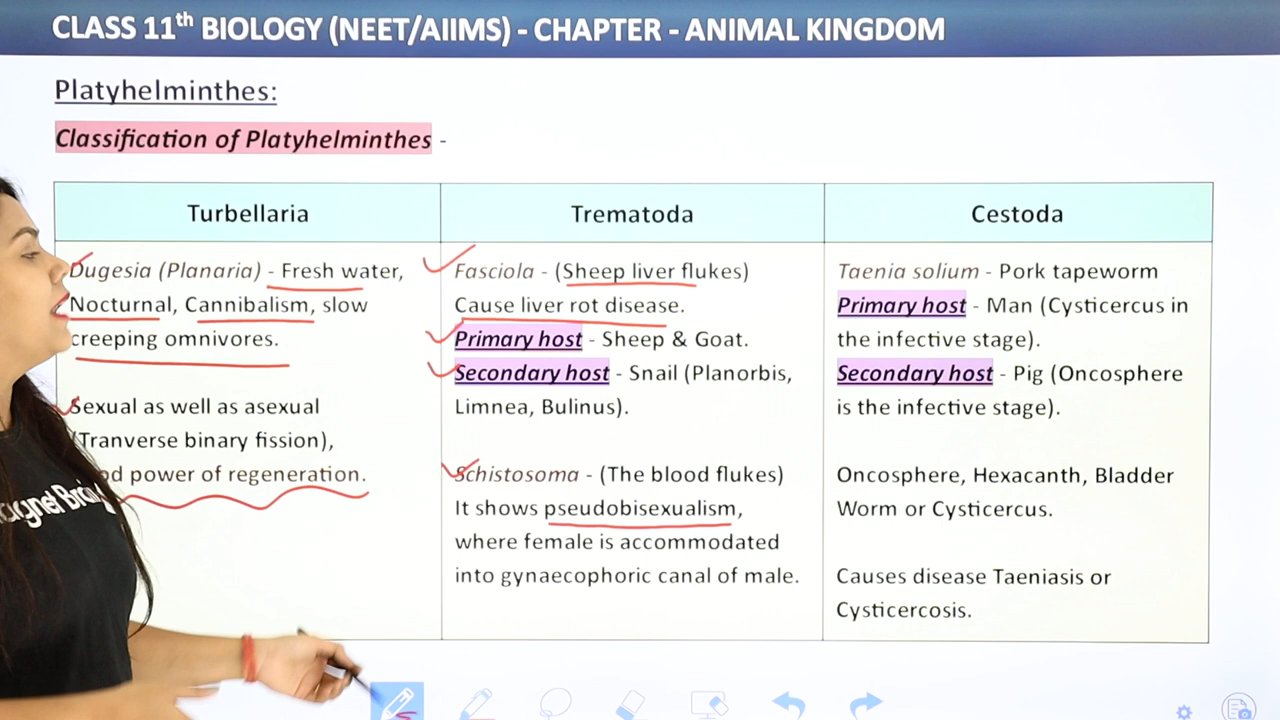 CLASS 11th BIOLOGY (NEET/AIIMS) - CHAPTER - ANIMAL KINGDOM
Platyhelminthes:
Classification of Platyhelminthes -
Turbellaria
Dugesia (Planaria) - Fresh water,
Nocturnal, Cannibalism, slow
creeping omnivores.
Sexual as well as asexual
(Tranverse binary fission),
power of regeneration.
Trematoda
Fasciola - (Sheep liver flukes)
Cause liver rot disease.
Primary host - Sheep & Goat.
Secondary host - Snail (Planorbis,
Limnea, Bulinus).
Schistosoma - (The blood flukes)
It shows pseudobisexualism,
where female is accommodated
into gynaecophoric canal of male.
Cestoda
Taenia solium - Pork tapeworm
Primary host - Man (Cysticercus in
the infective stage).
Secondary host - Pig (Oncosphere
is the infective stage).
Oncosphere, Hexacanth, Bladder
Worm or Cysticercus.
Causes disease Taeniasis or
Cysticercosis.